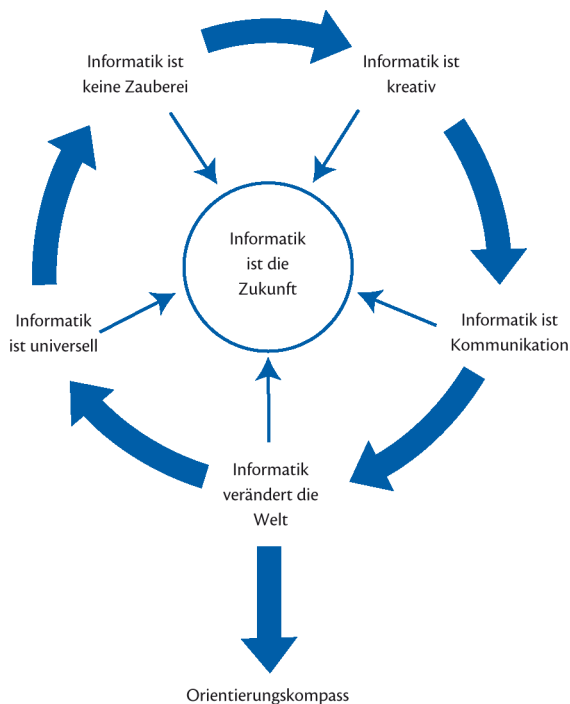 Informatik ist
keine Zauberei
Informatik ist
kreativ
Informatik
ist die
Zukunft
Informatik
ist universell
Informatik ist
Kommunikation
Informatik
verändert die
Welt
Orientierungskompass